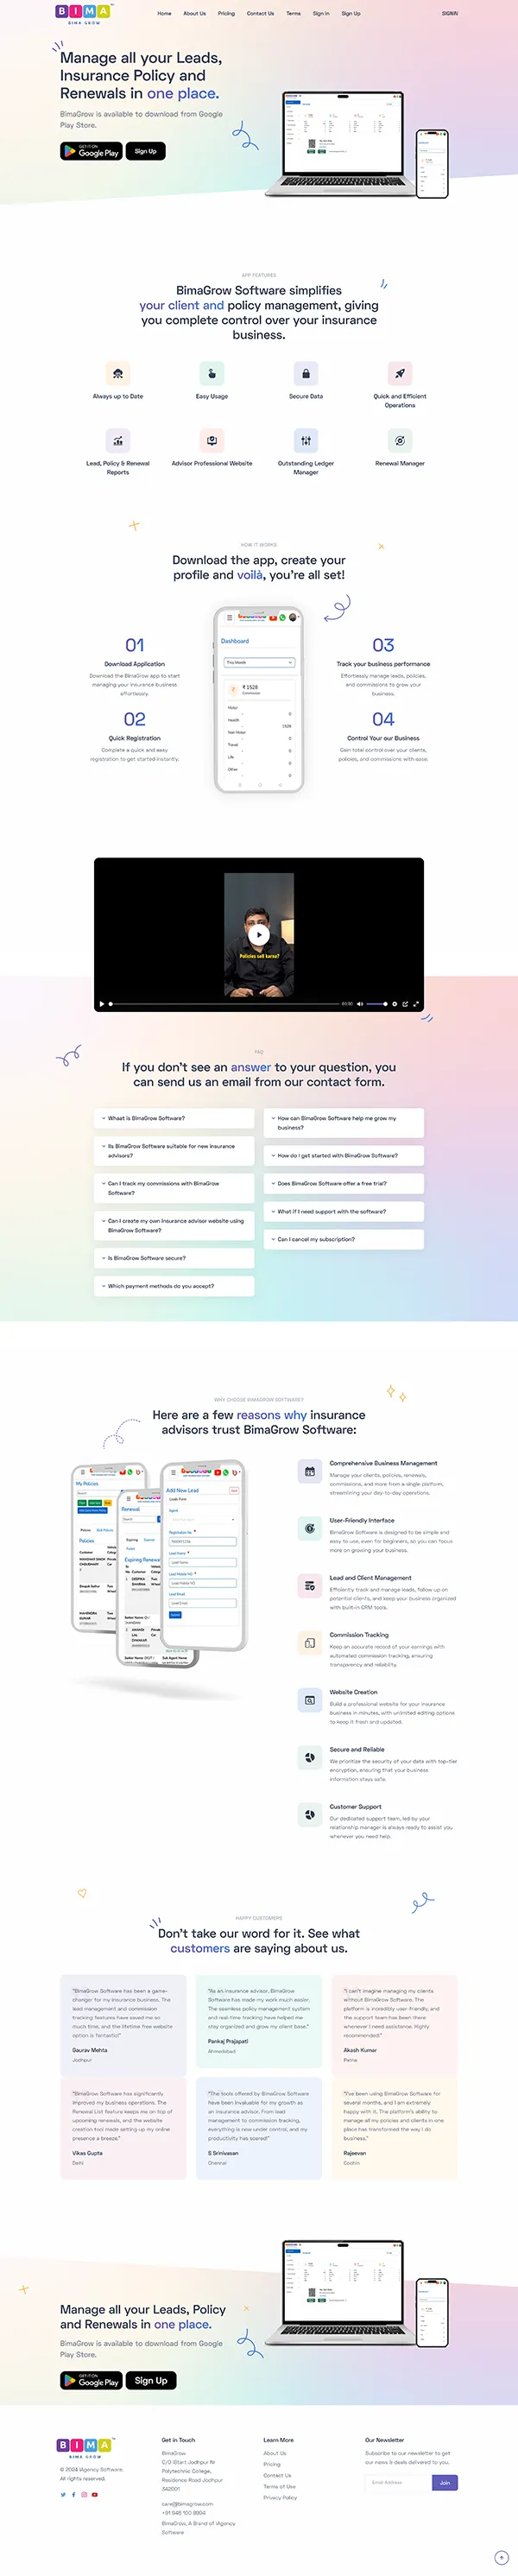 BIMA
BIMA GROW
Home About Us Pricing Contact Us Terms Sign in Sign Up SIGNIN
Manage all your Leads,
Insurance Policy and
Renewals in one place.
BimaGrow is available to download from Google
Play Store.
GET IT ON
Google Play
Sign Up
APP FEATURES
BimaGrow Software simplifies
your client and policy management, giving
you complete control over your insurance
business.
Always up to Date
Easy Usage
Secure Data
Quick and Efficient
Operations
Lead, Policy & Renewal
Reports
Advisor Professional Website
Outstanding Ledger
Manager
Renewal Manager
HOW IT WORKS
Download the app, create your
profile and voilà, you're all set!
01
Download Application
Download the BimaGrow app to start
managing your insurance business
effortlessly.
02
Quick Registration
Complete a quick and easy
registration to get started instantly.
Dashboard
This Month
₹ 1528
Commission
Motor
0
Health
1528
Non Motor
0
Travel
0
Life
0
Other
0
03
Track your business performance
Effortlessly manage leads, policies,
and commissions to grow your
business.
04
Control Your our Business
Gain total control over your clients,
policies, and commissions with ease.
Policies sell karna?
FAQ
If you don't see an answer to your question, you
can send us an email from our contact form.
Whaat is BimaGrow Software?
IIs BimaGrow Software suitable for new insurance
advisors?
Can I track my commissions with BimaGrow
Software?
Can I create my own insurance advisor website using
BimaGrow Software?
Is BimaGrow Software secure?
Which payment methods do you accept?
How can BimaGrow Software help me grow my
business?
How do I get started with BimaGrow Software?
Does BimaGrow Software offer a free trial?
What if I need support with the software?
Can I cancel my subscription?
WHY CHOOSE BIMAGROW SOFTWARE?
Here are a few reasons why insurance
advisors trust BimaGrow Software:
My Policies
Search
Policies
Renewal
Search
Expiring Renewal
Add New Lead
Leads Form
Agent
Registration No *
Lead Name *
Lead Name
Lead Mobile NO *
Lead Mobile NO
Lead Email
Lead Email
Submit
Comprehensive Business Management
Manage your clients, policies, renewals,
commissions, and more from a single platform,
streamlining your day-to-day operations.
User-Friendly Interface
BimaGrow Software is designed to be simple and
easy to use, even for beginners, so you can focus
more on growing your business.
Lead and Client Management
Efficiently track and manage leads, follow up on
potential clients, and keep your business organized
with built-in CRM tools.
Commission Tracking
Keep an accurate record of your earnings with
automated commission tracking, ensuring
transparency and reliability.
Website Creation
Build a professional website for your insurance
business in minutes, with unlimited editing options
to keep it fresh and updated.
Secure and Reliable
We prioritize the security of your data with top-tier
encryption, ensuring that your business
information stays safe.
Customer Support
Our dedicated support team, led by your
relationship manager is always ready to assist you
whenever you need help.
HAPPY CUSTOMERS
Don't take our word for it. See what
customers are saying about us.
"BimaGrow Software has been a game-
changer for my insurance business. The
lead management and commission
tracking features have saved me so
much time, and the lifetime free website
option is fantastic!"
Gaurav Mehta
Jodhpur
"As an insurance advisor, BimaGrow
Software has made my work much easier.
The seamless policy management system
and real-time tracking have helped me
stay organized and grow my client base."
Pankaj Prajapati
Ahmedabad
"I can't imagine managing my clients
without BimaGrow Software. The
platform is incredibly user-friendly, and
the support team has been there
whenever I need assistance. Highly
recommended!"
Akash Kumar
Patna
"BimaGrow Software has significantly
improved my business operations. The
Renewal List feature keeps me on top of
upcoming renewals, and the website
creation tool made setting up my online
presence a breeze."
Vikas Gupta
Delhi
"The tools offered by BimaGrow Software
have been invaluable for my growth as
an insurance advisor. From lead
management to commission tracking,
everything is now under control, and my
productivity has soared!"
S Srinivasan
Chennai
"I've been using BimaGrow Software for
several months, and I am extremely
happy with it. The platform's ability to
manage all my policies and clients in one
place has transformed the way I do
business."
Rajeevan
Cochin
Manage all your Leads, Policy
and Renewals in one place.
BimaGrow is available to download from Google
Play Store.
GET IT ON
Google Play
Sign Up
BIMA
BIMA GROW
© 2024 iAgency Software.
All rights reserved.
Get in Touch
BimaGrow
C/O iStart Jodhpur Nr
Polytechnic College,
Residence Road Jodhpur
342001
care@bimagrow.com
BimaGrow, A Brand of iAgency
Software
Learn More
About Us
Pricing
Contact Us
Terms of Use
Privacy Policy
Our Newsletter
Subscribe to our newsletter to get
our news & deals delivered to you.
Email Address
Join